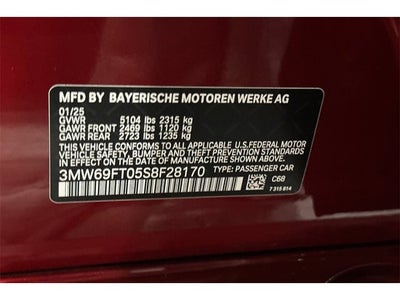 MFD BY BAYERISCHE MOTOREN WERKE AG
01/25
GVWR 5104 lbs 2315 kg
GAWR FRONT 2469 lbs 1120 kg
GAWR REAR 2723 lbs 1235 kg
THIS VEHICLE CONFORMS TO ALL APPLICABLE
U.S.FEDERAL MOTOR VEHICLE SAFETY,
BUMPER, AND THEFT PREVENTION STANDARDS IN
EFFECT ON THE DATE OF MANUFACTURE SHOWN ABOVE.
3MW69FT05S8F28170 TYPE: PASSENGER CAR
C68
7 315 814